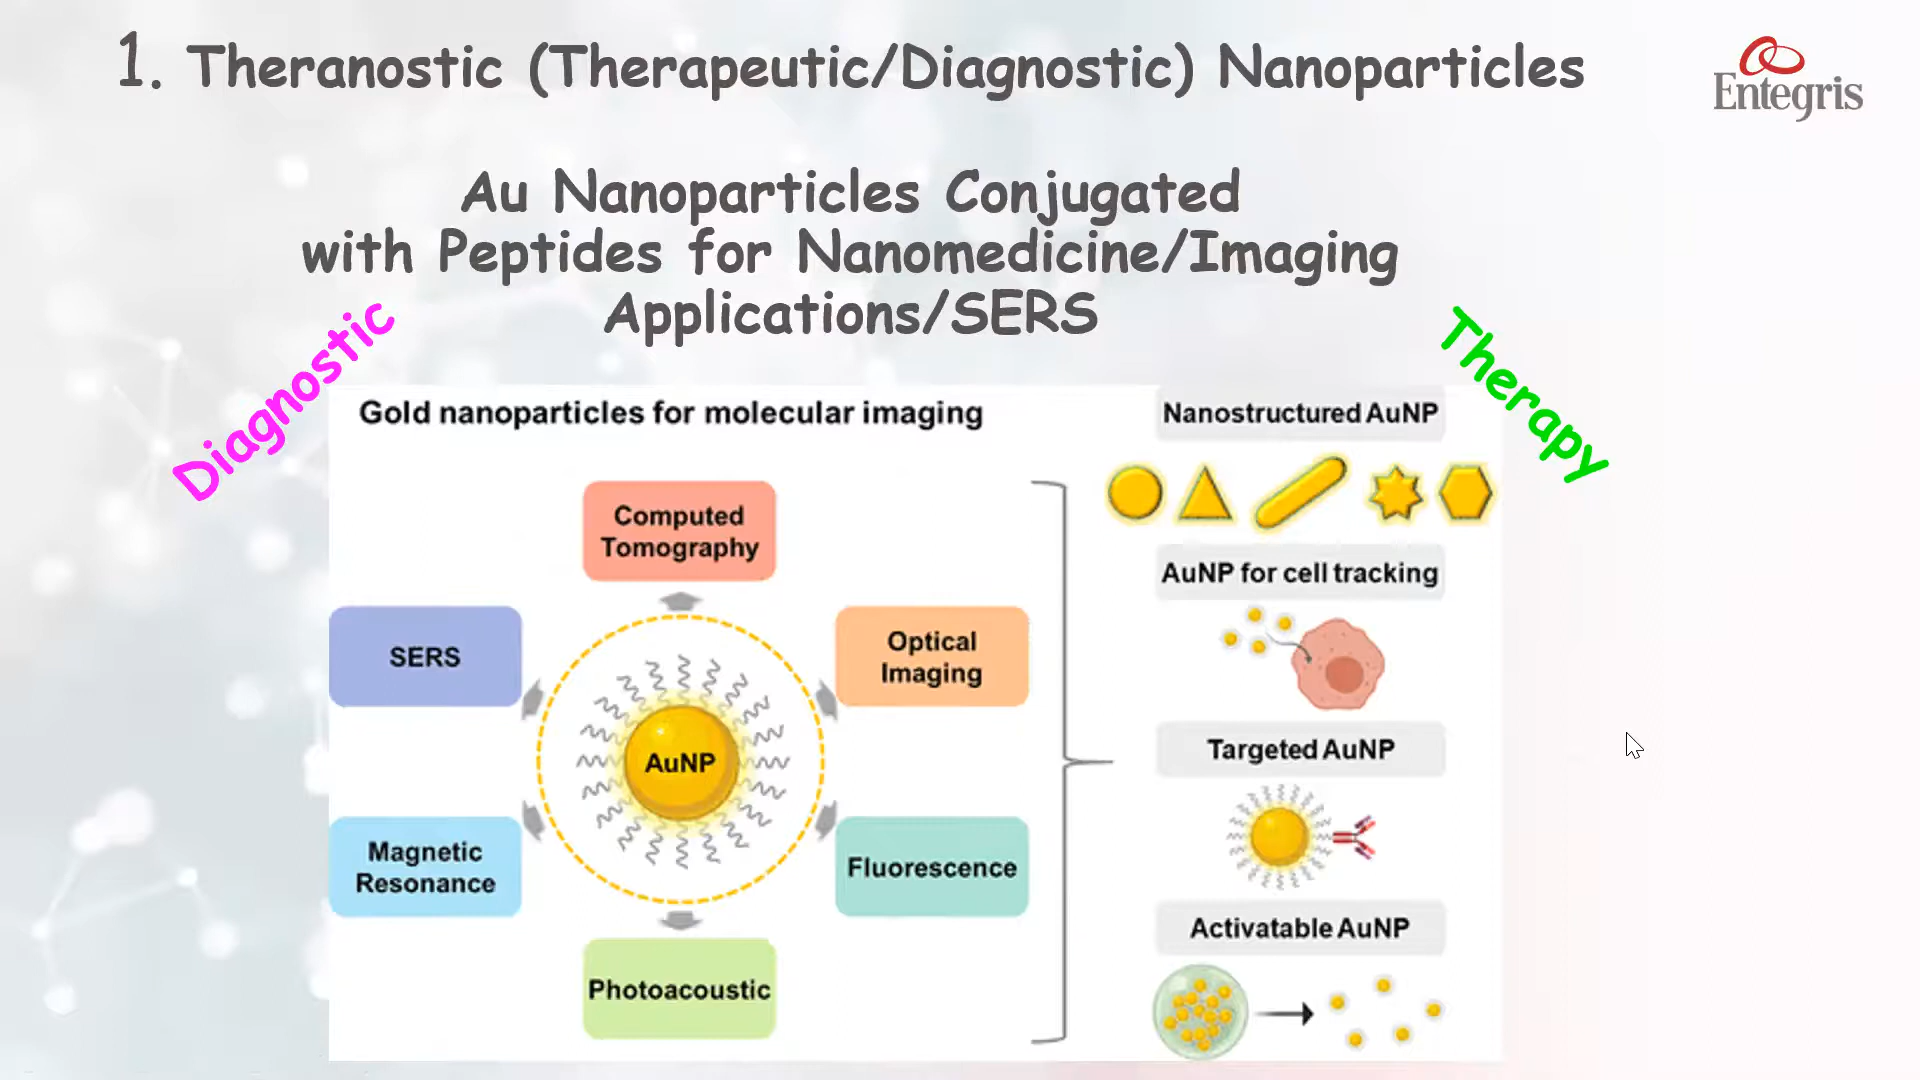 1. Theranostic (Therapeutic/Diagnostic) Nanoparticles
Entegris
Au Nanoparticles Conjugated
with Peptides for Nanomedicine/Imaging
Applications/SERS
Diagnostic
Therapy
Gold nanoparticles for molecular imaging
Computed
Tomography
SERS
Optical
Imaging
AuNP
Magnetic
Resonance
Fluorescence
Photoacoustic
Nanostructured AuNP
AuNP for cell tracking
Targeted AuNP
Activatable AuNP